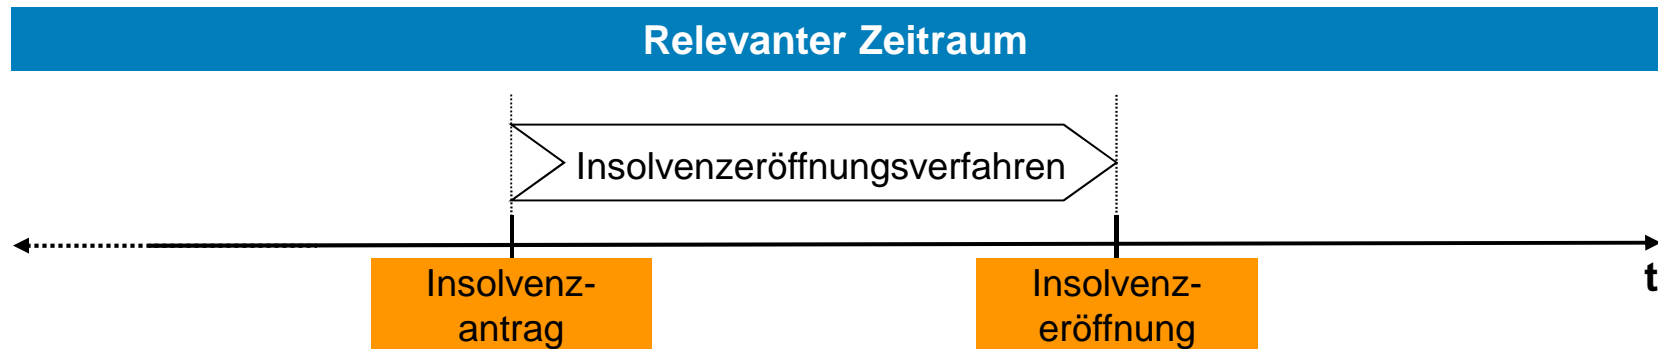 Relevanter Zeitraum
Insolvenzeröffnungsverfahren
t
Insolvenz-
antrag
Insolvenz-
eröffnung